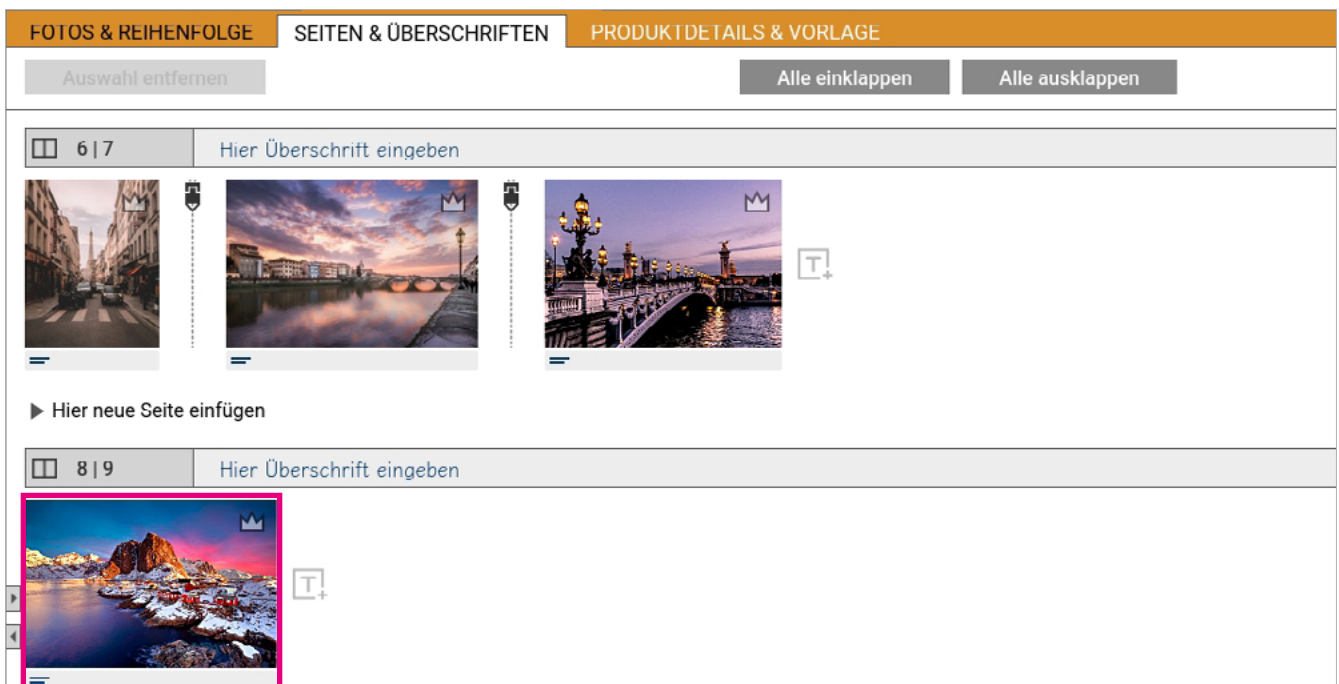 FOTOS & REIHENFOLGE SEITEN & ÜBERSCHRIFTEN PRODUKTDETAILS & VORLAGE
Auswahl entfernen Alle einklappen Alle ausklappen
6|7 Hier Überschrift eingeben
T+
Hier neue Seite einfügen
8|9 Hier Überschrift eingeben
T+